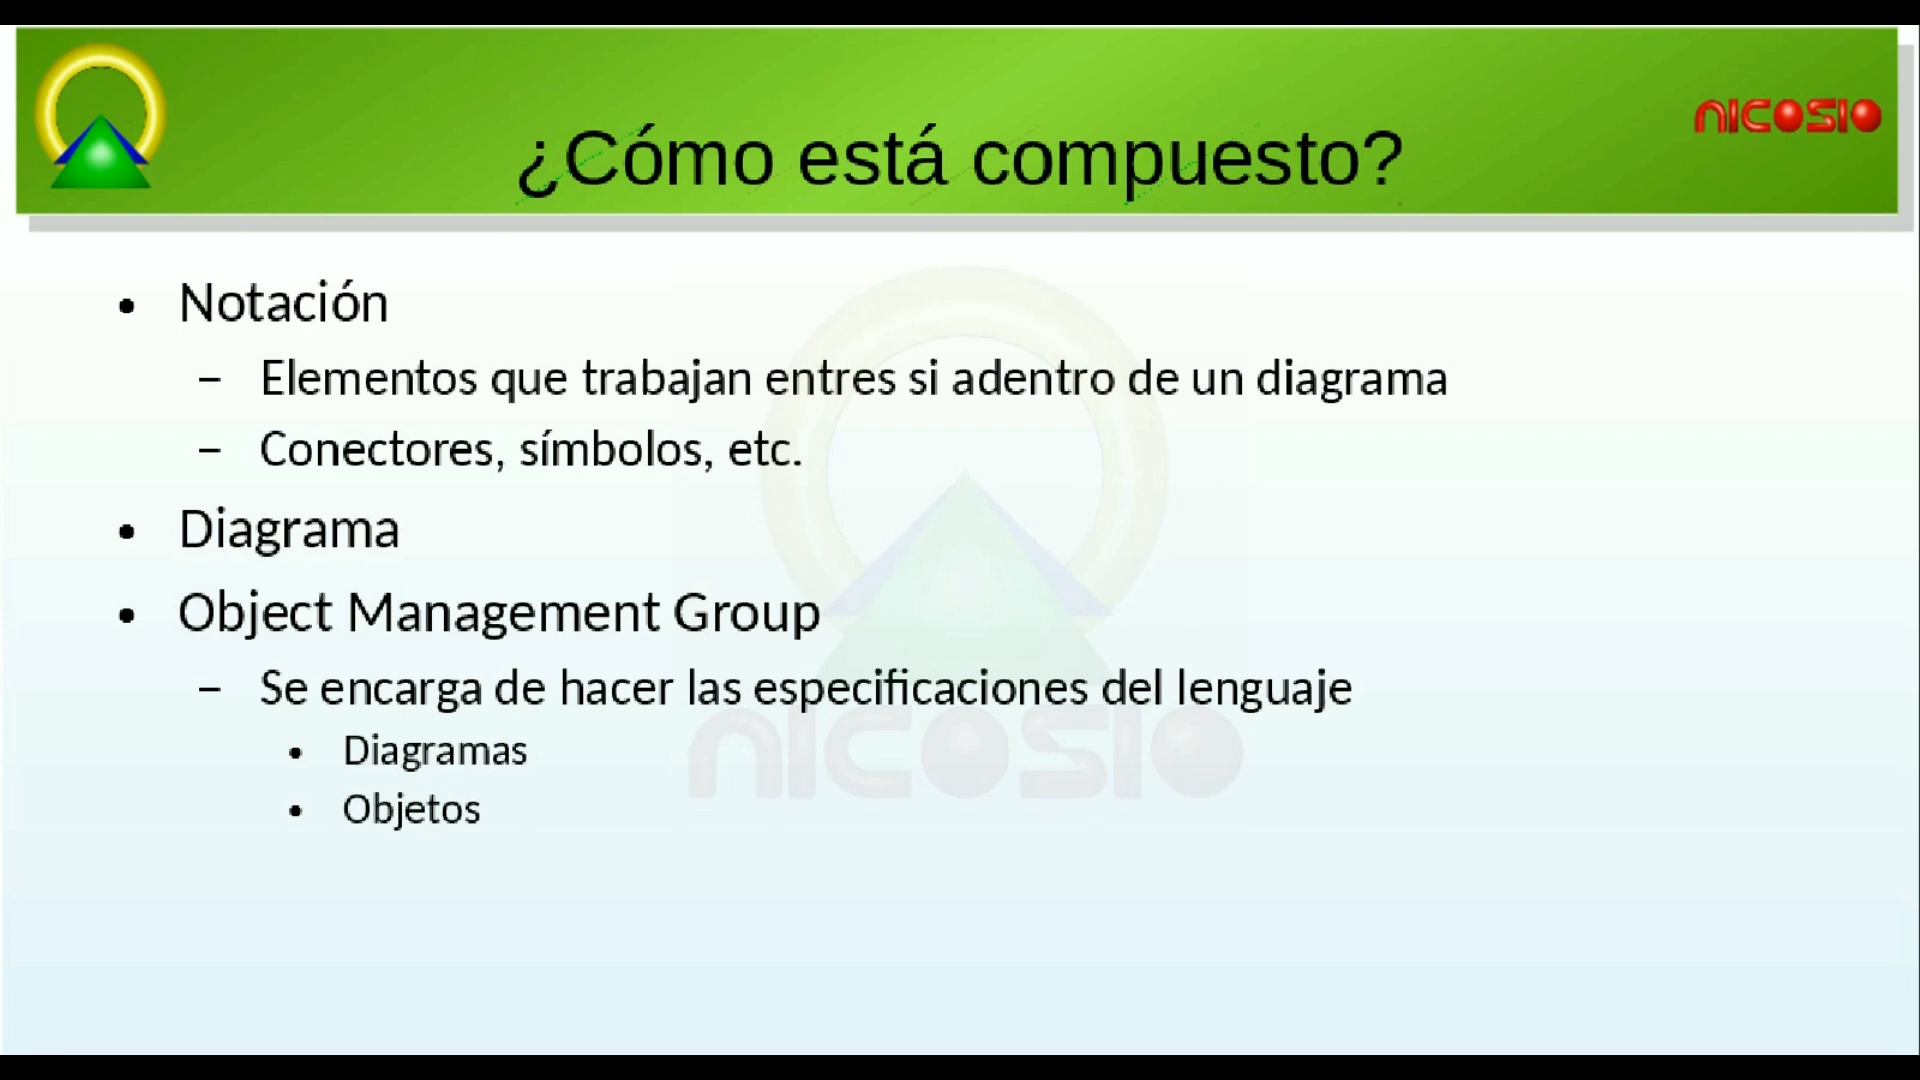 ¿Cómo está compuesto?
NICOSIO
• Notación
– Elementos que trabajan entres si adentro de un diagrama
– Conectores, símbolos, etc.
• Diagrama
• Object Management Group
– Se encarga de hacer las especificaciones del lenguaje
• Diagramas
• Objetos
NICOSIO